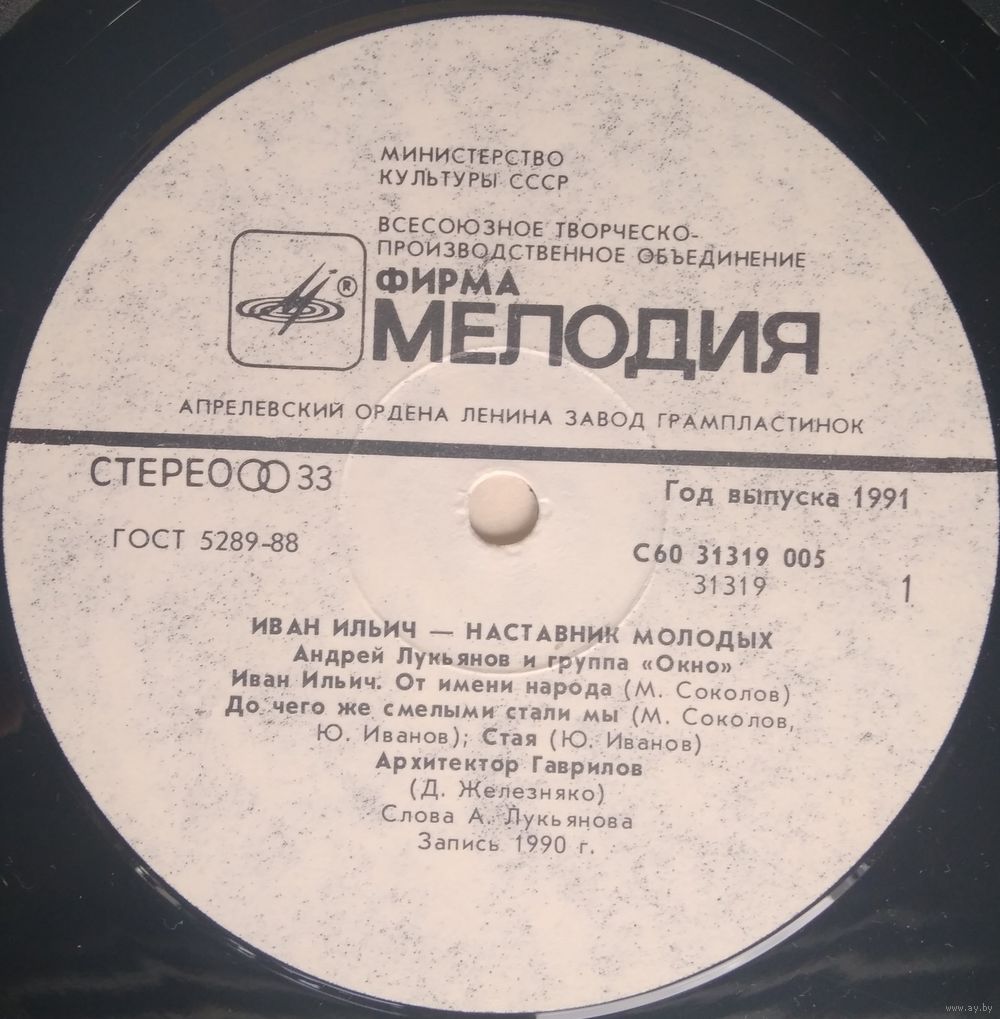 МИНИСТЕРСТВО
КУЛЬТУРЫ СССР
ВСЕСОЮЗНОЕ ТВОРЧЕСКО-
ПРОИЗВОДСТВЕННОЕ ОБЪЕДИНЕНИЕ
ФИРМА
®
МЕЛОДИЯ
АПРЕЛЕВСКИЙ ОРДЕНА ЛЕНИНА ЗАВОД ГРАМПЛАСТИНОК
СТЕРЕО 33
Год выпуска 1991
ГОСТ 5289-88
С60 31319 005
31319
1
ИВАН ИЛЬИЧ — НАСТАВНИК МОЛОДЫХ
Андрей Лукьянов и группа «Окно»
Иван Ильич. От имени народа (М. Соколов)
До чего же смелыми стали мы (М. Соколов,
Ю. Иванов); Стая (Ю. Иванов)
Архитектор Гаврилов
(Д. Железняко)
Слова А. Лукьянова
Запись 1990 г.
www.ay.by